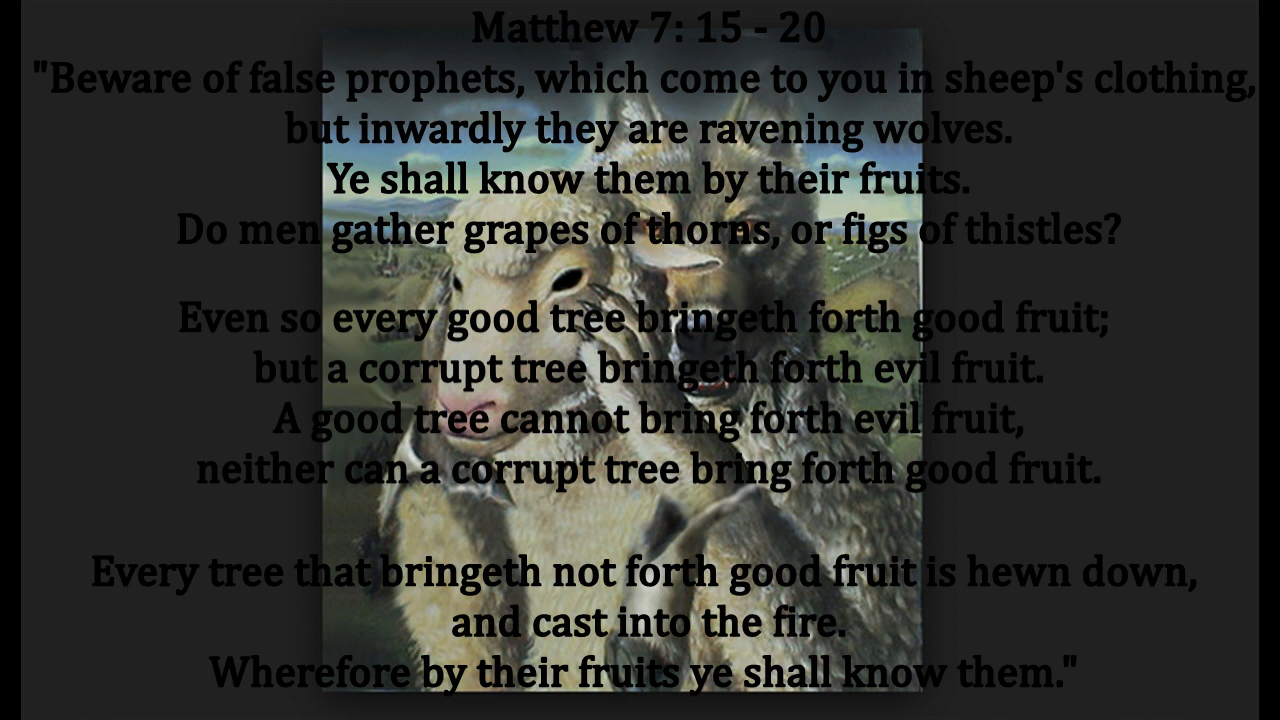 Matthew 7: 15 - 20
"Beware of false prophets, which come to you in sheep's clothing,
but inwardly they are ravening wolves.
Ye shall know them by their fruits.
Do men gather grapes of thorns, or figs of thistles?
Even so every good tree bringeth forth good fruit;
but a corrupt tree bringeth forth evil fruit.
A good tree cannot bring forth evil fruit,
neither can a corrupt tree bring forth good fruit.
Every tree that bringeth not forth good fruit is hewn down,
and cast into the fire.
Wherefore by their fruits ye shall know them."